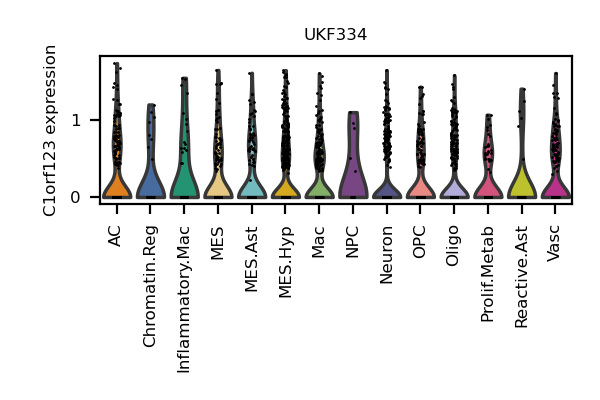 UKF334
C1orf123 expression
1
0
AC
Chromatin.Reg
Inflammatory.Mac
MES
MES.Ast
MES.Hyp
Mac
NPC
Neuron
OPC
Oligo
Prolif.Metab
Reactive.Ast
Vasc